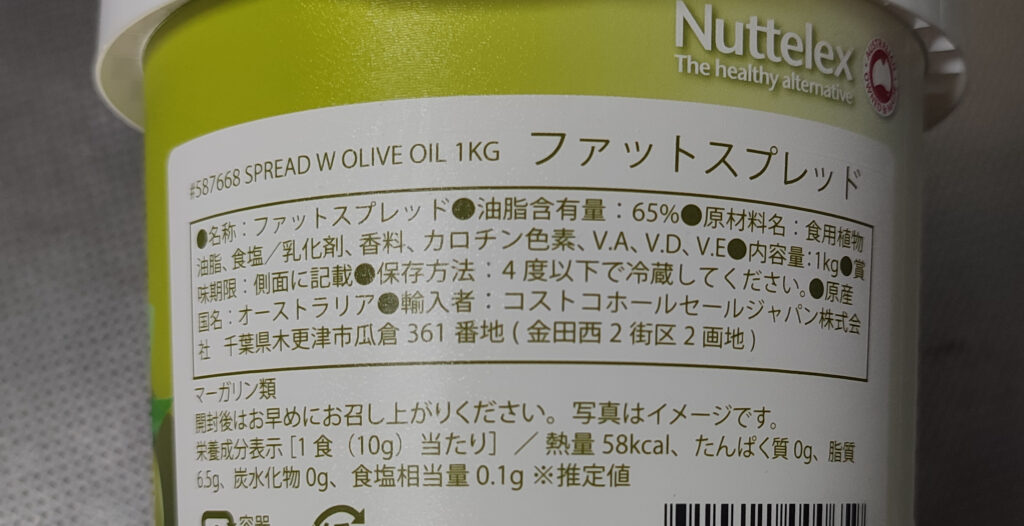 Nuttelex
The healthy alternative
#587668 SPREAD W OLIVE OIL 1KG ファットスプレッド
●名称：ファットスプレッド●油脂含有量：65%●原材料名：食用植物
油脂、食塩／乳化剤、香料、カロチン色素、V.A、V.D、V.E●内容量：1kg●賞
味期限：側面に記載●保存方法：4度以下で冷蔵してください。●原産
国名：オーストラリア●輸入者：コストコホールセールジャパン株式会
社 千葉県木更津市瓜倉 361 番地 ( 金田西 2 街区 2 画地 )
マーガリン類
開封後はお早めにお召し上がりください。写真はイメージです。
栄養成分表示［1食（10g）当たり］／熱量 58kcal、たんぱく質 0g、脂質
6.5g、炭水化物 0g、食塩相当量 0.1g ※推定値
容器